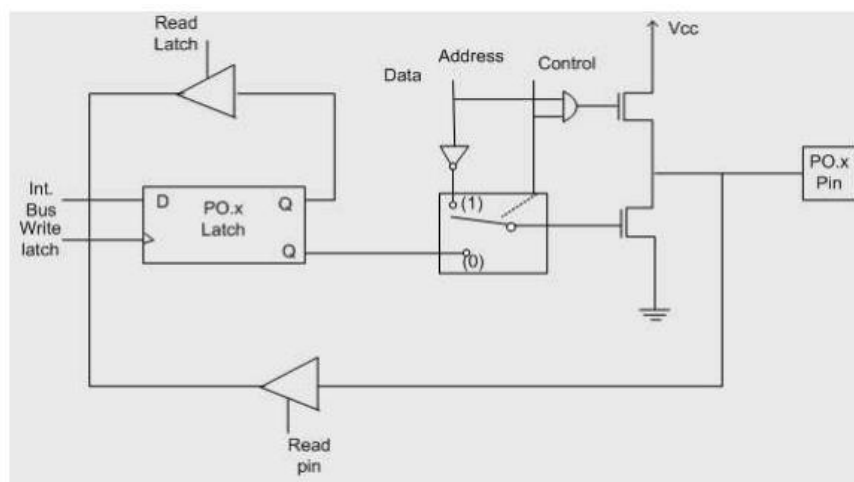 Read
Latch
Address
Data
Control
Vcc
Int.
Bus
Write
latch
D
PO.x
Latch
Q
Q
(1)
(0)
PO.x
Pin
Read
pin